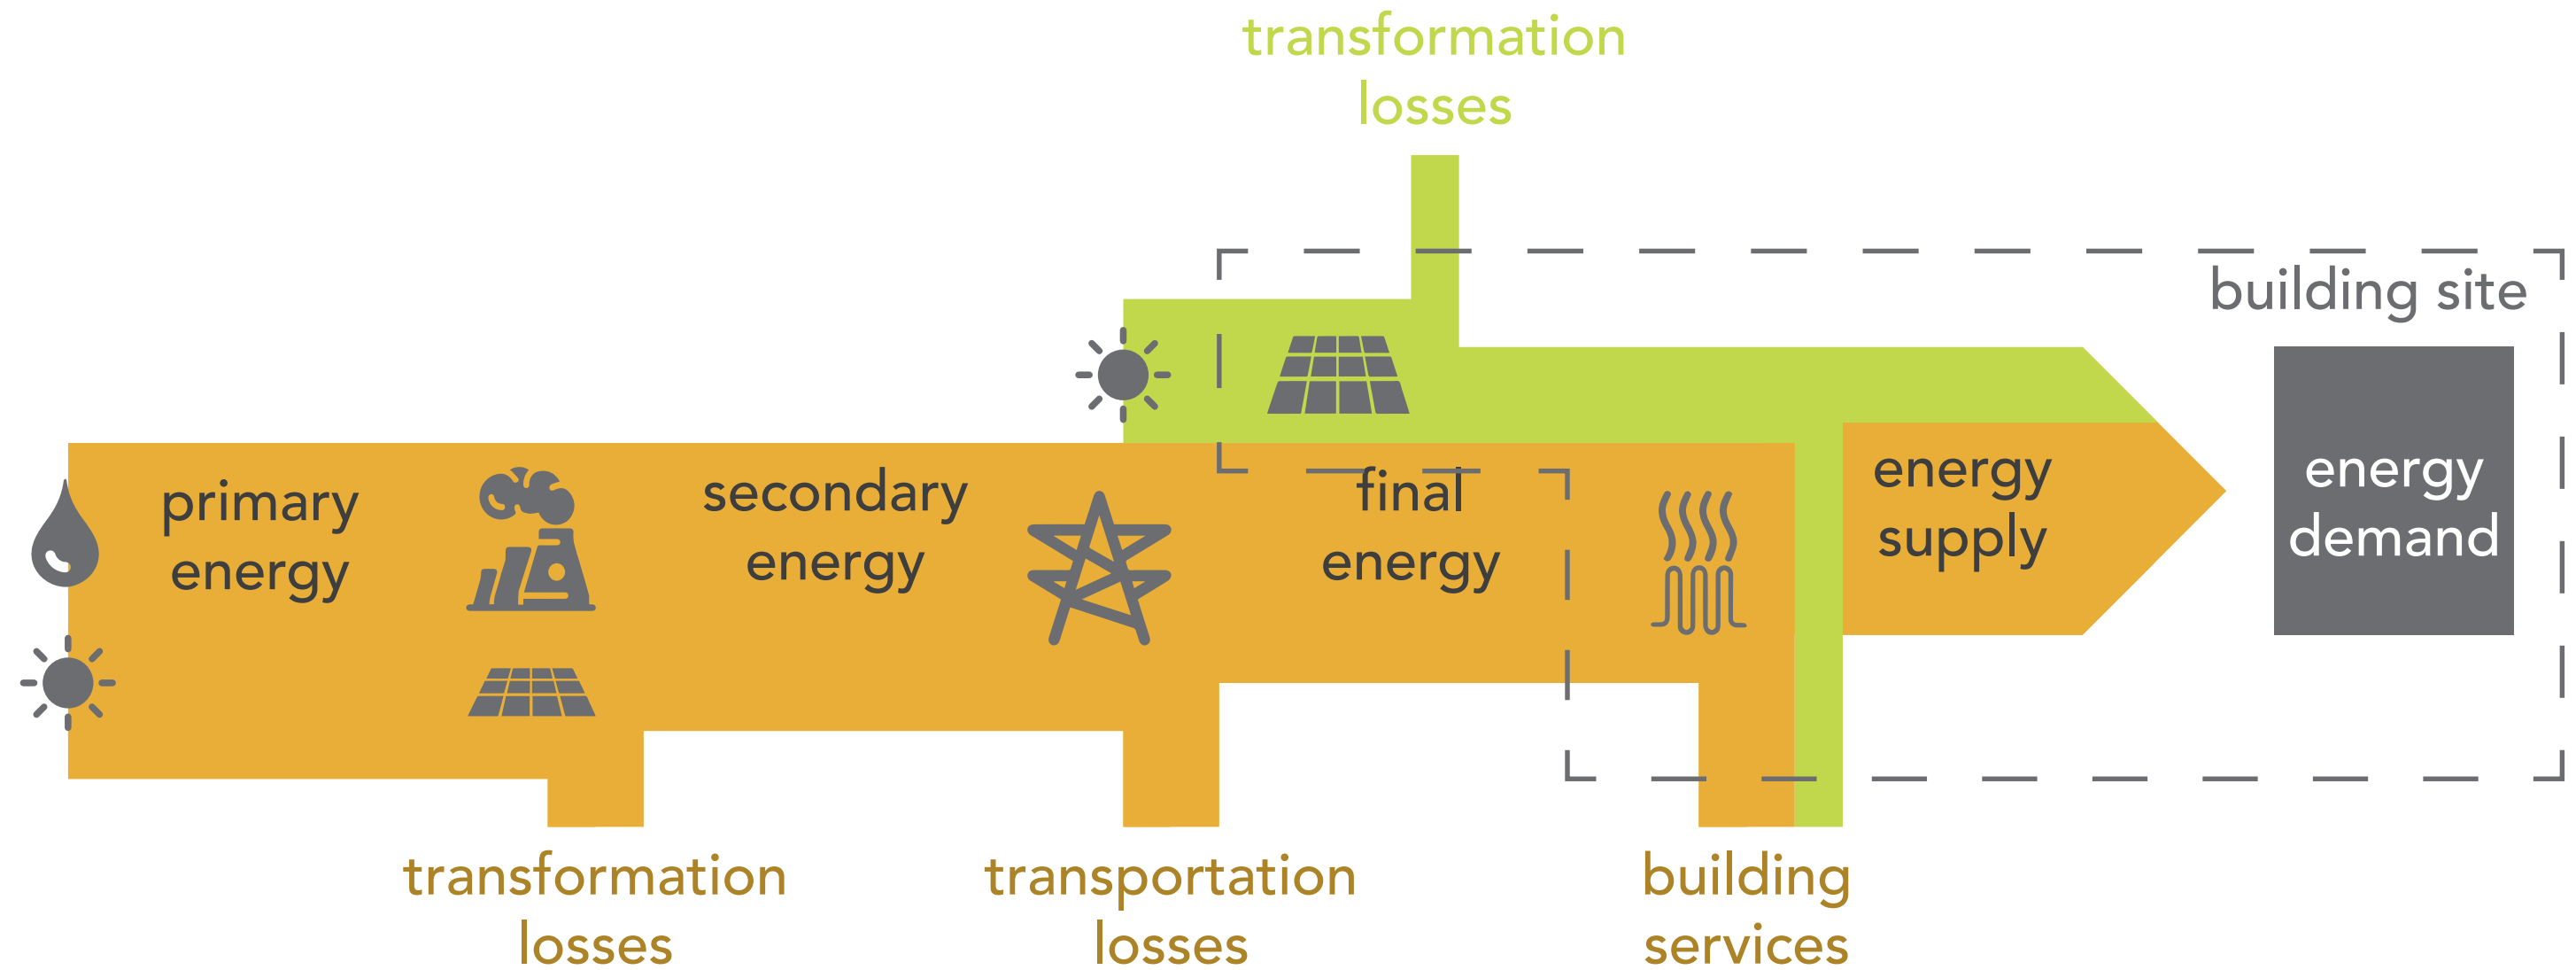 transformation
losses
building site
primary
energy
secondary
energy
final
energy
energy
supply
energy
demand
transformation
losses
transportation
losses
building
services